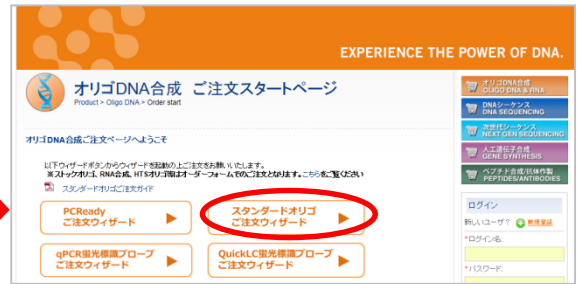 EXPERIENCE THE POWER OF DNA.
オリゴDNA合成 ご注文スタートページ
Product > Oligo DNA > Order start
オリゴDNA合成ご注文ページへようこそ
以下ウィザードボタンからウィザードを起動の上ご注文をお願いいたします。
※ストックオリゴ、RNA合成、HTSオリゴ等はオーダーフォームでのご注文となります。こちらをご覧ください
スタンダードオリゴご注文ガイド
PCReady
ご注文ウィザード
スタンダードオリゴ
ご注文ウィザード
qPCR蛍光標識プローブ
ご注文ウィザード
QuickLC蛍光標識プローブ
ご注文ウィザード
オリゴDNA合成
OLIGO DNA & RNA
DNAシーケンス
DNA SEQUENCING
次世代シーケンス
NEXT GEN SEQUENCING
人工遺伝子合成
GENE SYNTHESIS
ペプチド合成/抗体作製
PEPTIDES/ANTIBODIES
ログイン
新しいユーザ? 新規登録
*ログイン名:
*パスワード: